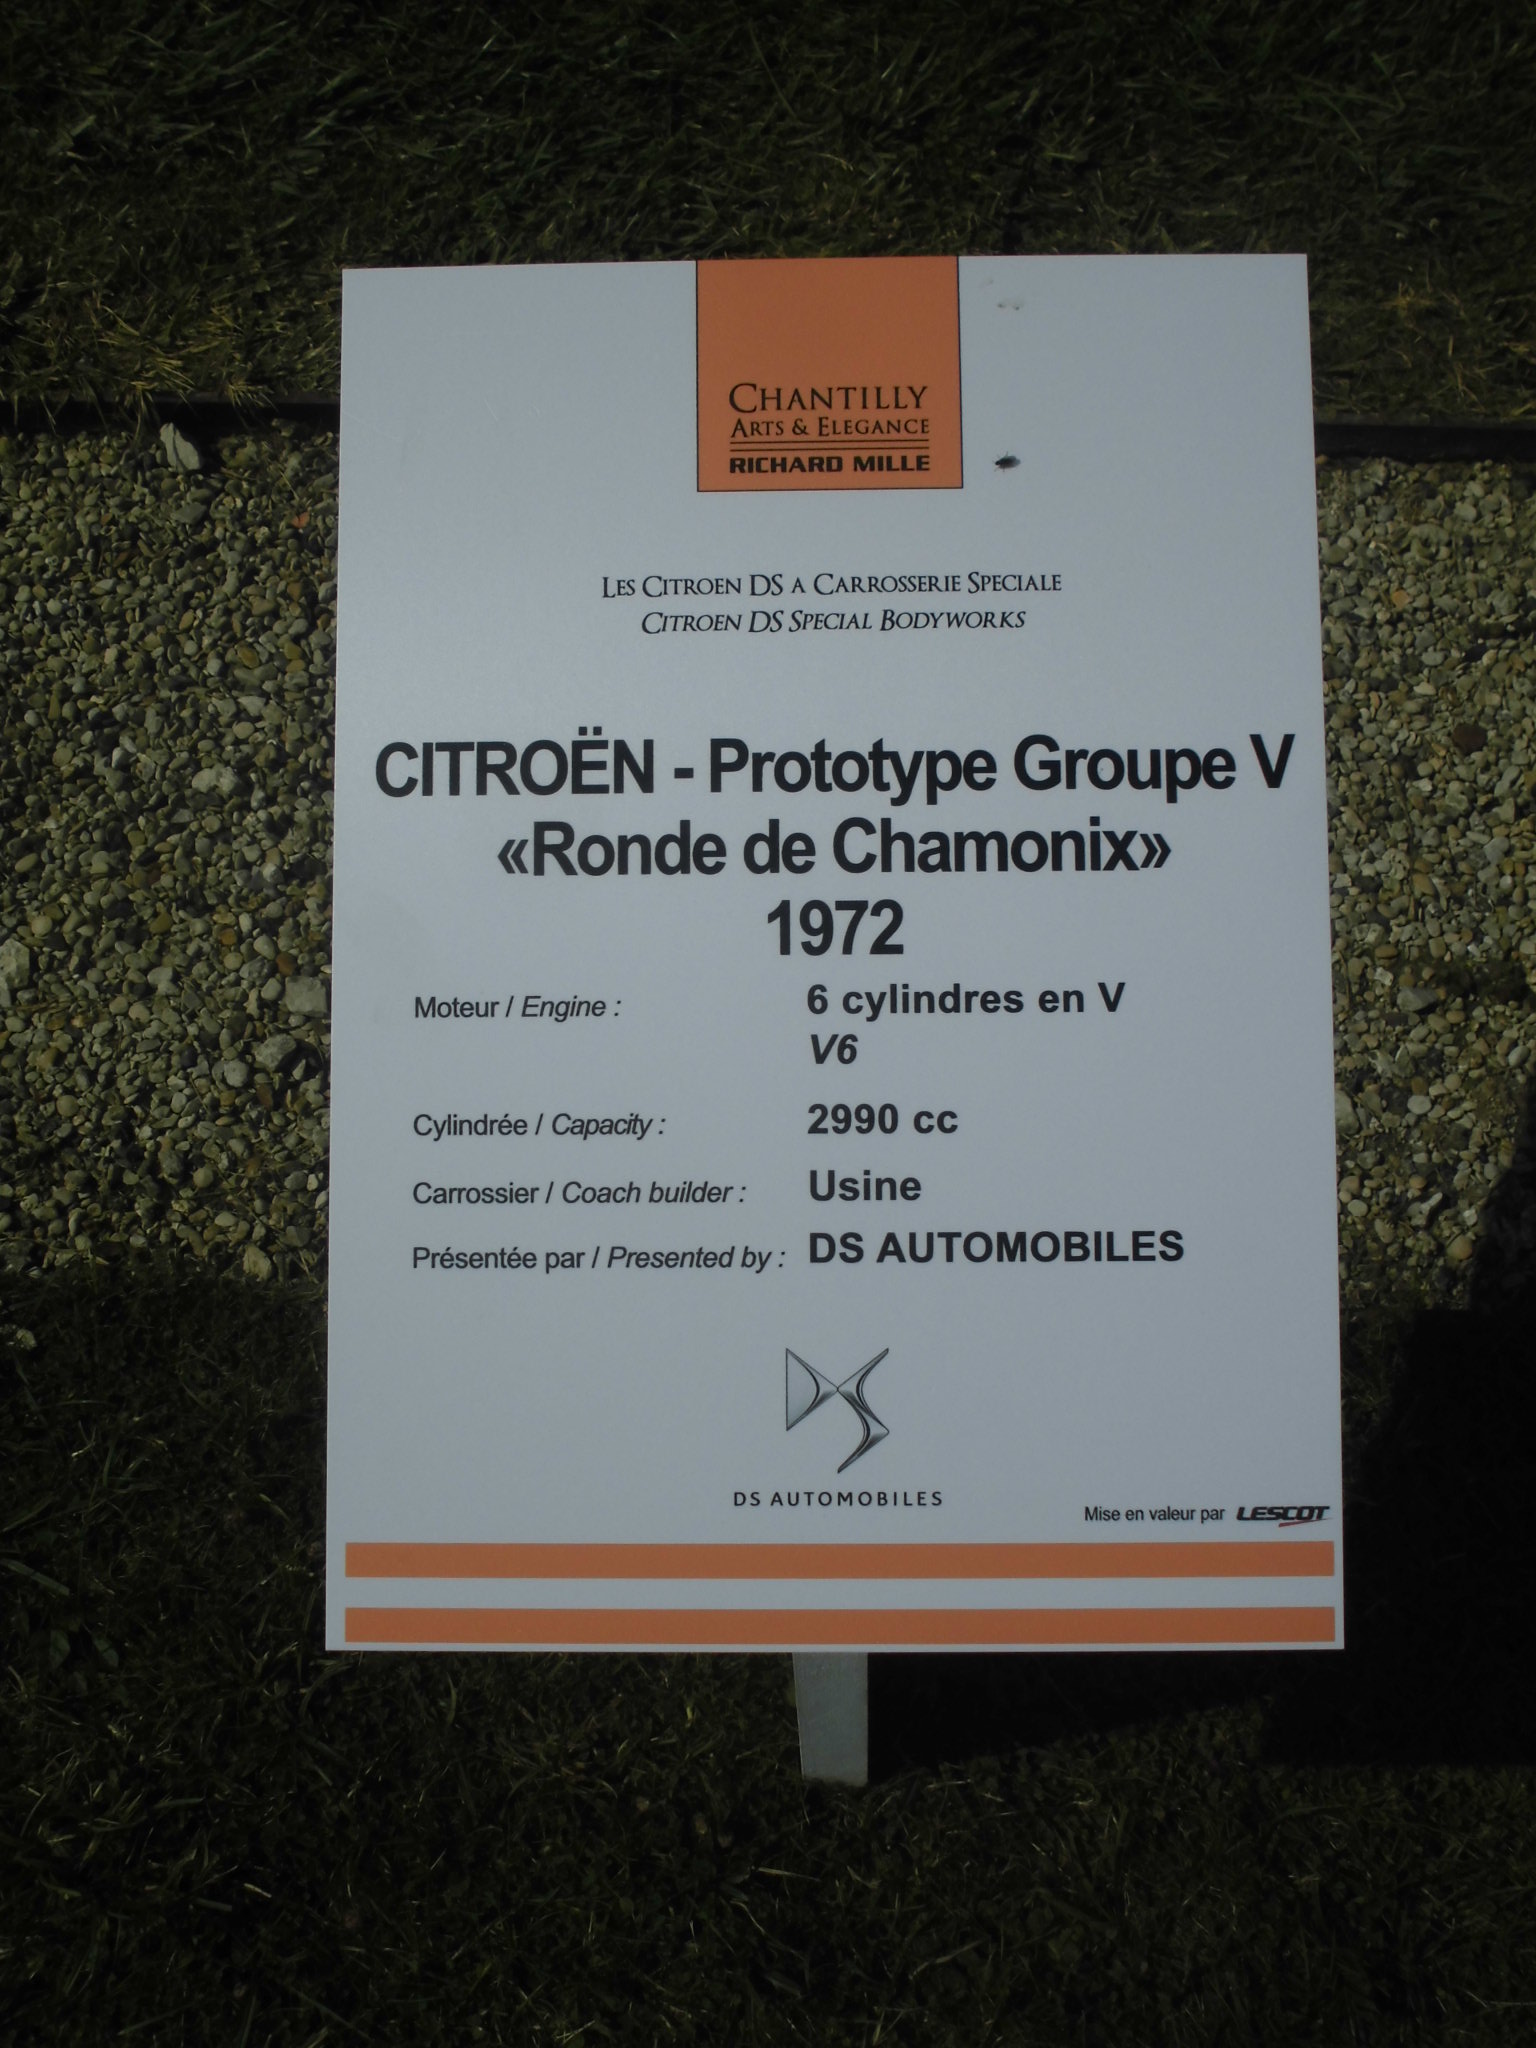 CHANTILLY
ARTS & ELEGANCE
RICHARD MILLE
LES CITROEN DS A CARROSSERIE SPECIALE
CITROEN DS SPECIAL BODYWORKS
CITROËN - Prototype Groupe V
«Ronde de Chamonix»
1972
Moteur / Engine : 6 cylindres en V
V6
Cylindrée / Capacity : 2990 cc
Carrossier / Coach builder : Usine
Présentée par / Presented by : DS AUTOMOBILES
DS AUTOMOBILES
Mise en valeur par LESCOT